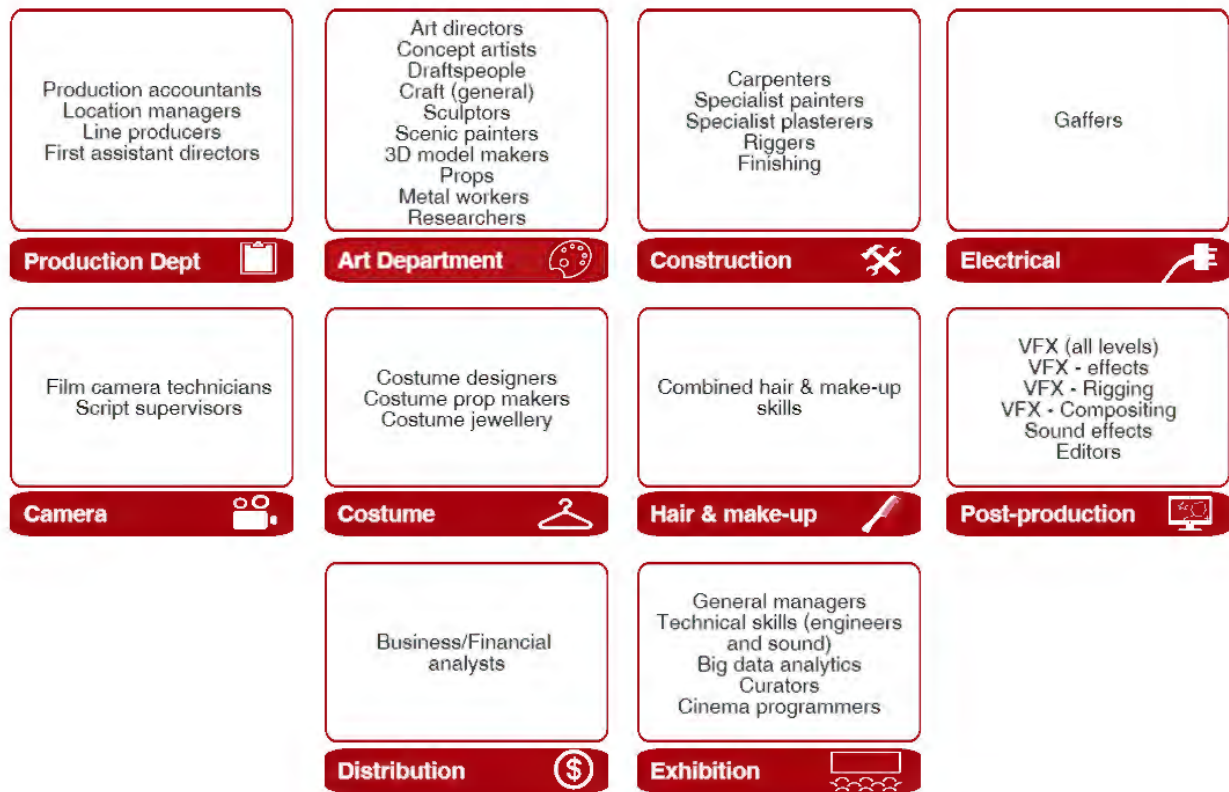 Production accountants
Location managers
Line producers
First assistant directors
Production Dept
Art directors
Concept artists
Draftspeople
Craft (general)
Sculptors
Scenic painters
3D model makers
Props
Metal workers
Researchers
Art Department
Carpenters
Specialist painters
Specialist plasterers
Riggers
Finishing
Construction
Gaffers
Electrical
Film camera technicians
Script supervisors
Camera
Costume designers
Costume prop makers
Costume jewellery
Costume
Combined hair & make-up
skills
Hair & make-up
VFX (all levels)
VFX - effects
VFX - Rigging
VFX - Compositing
Sound effects
Editors
Post-production
Business/Financial
analysts
Distribution
$
General managers
Technical skills (engineers
and sound)
Big data analytics
Curators
Cinema programmers
Exhibition